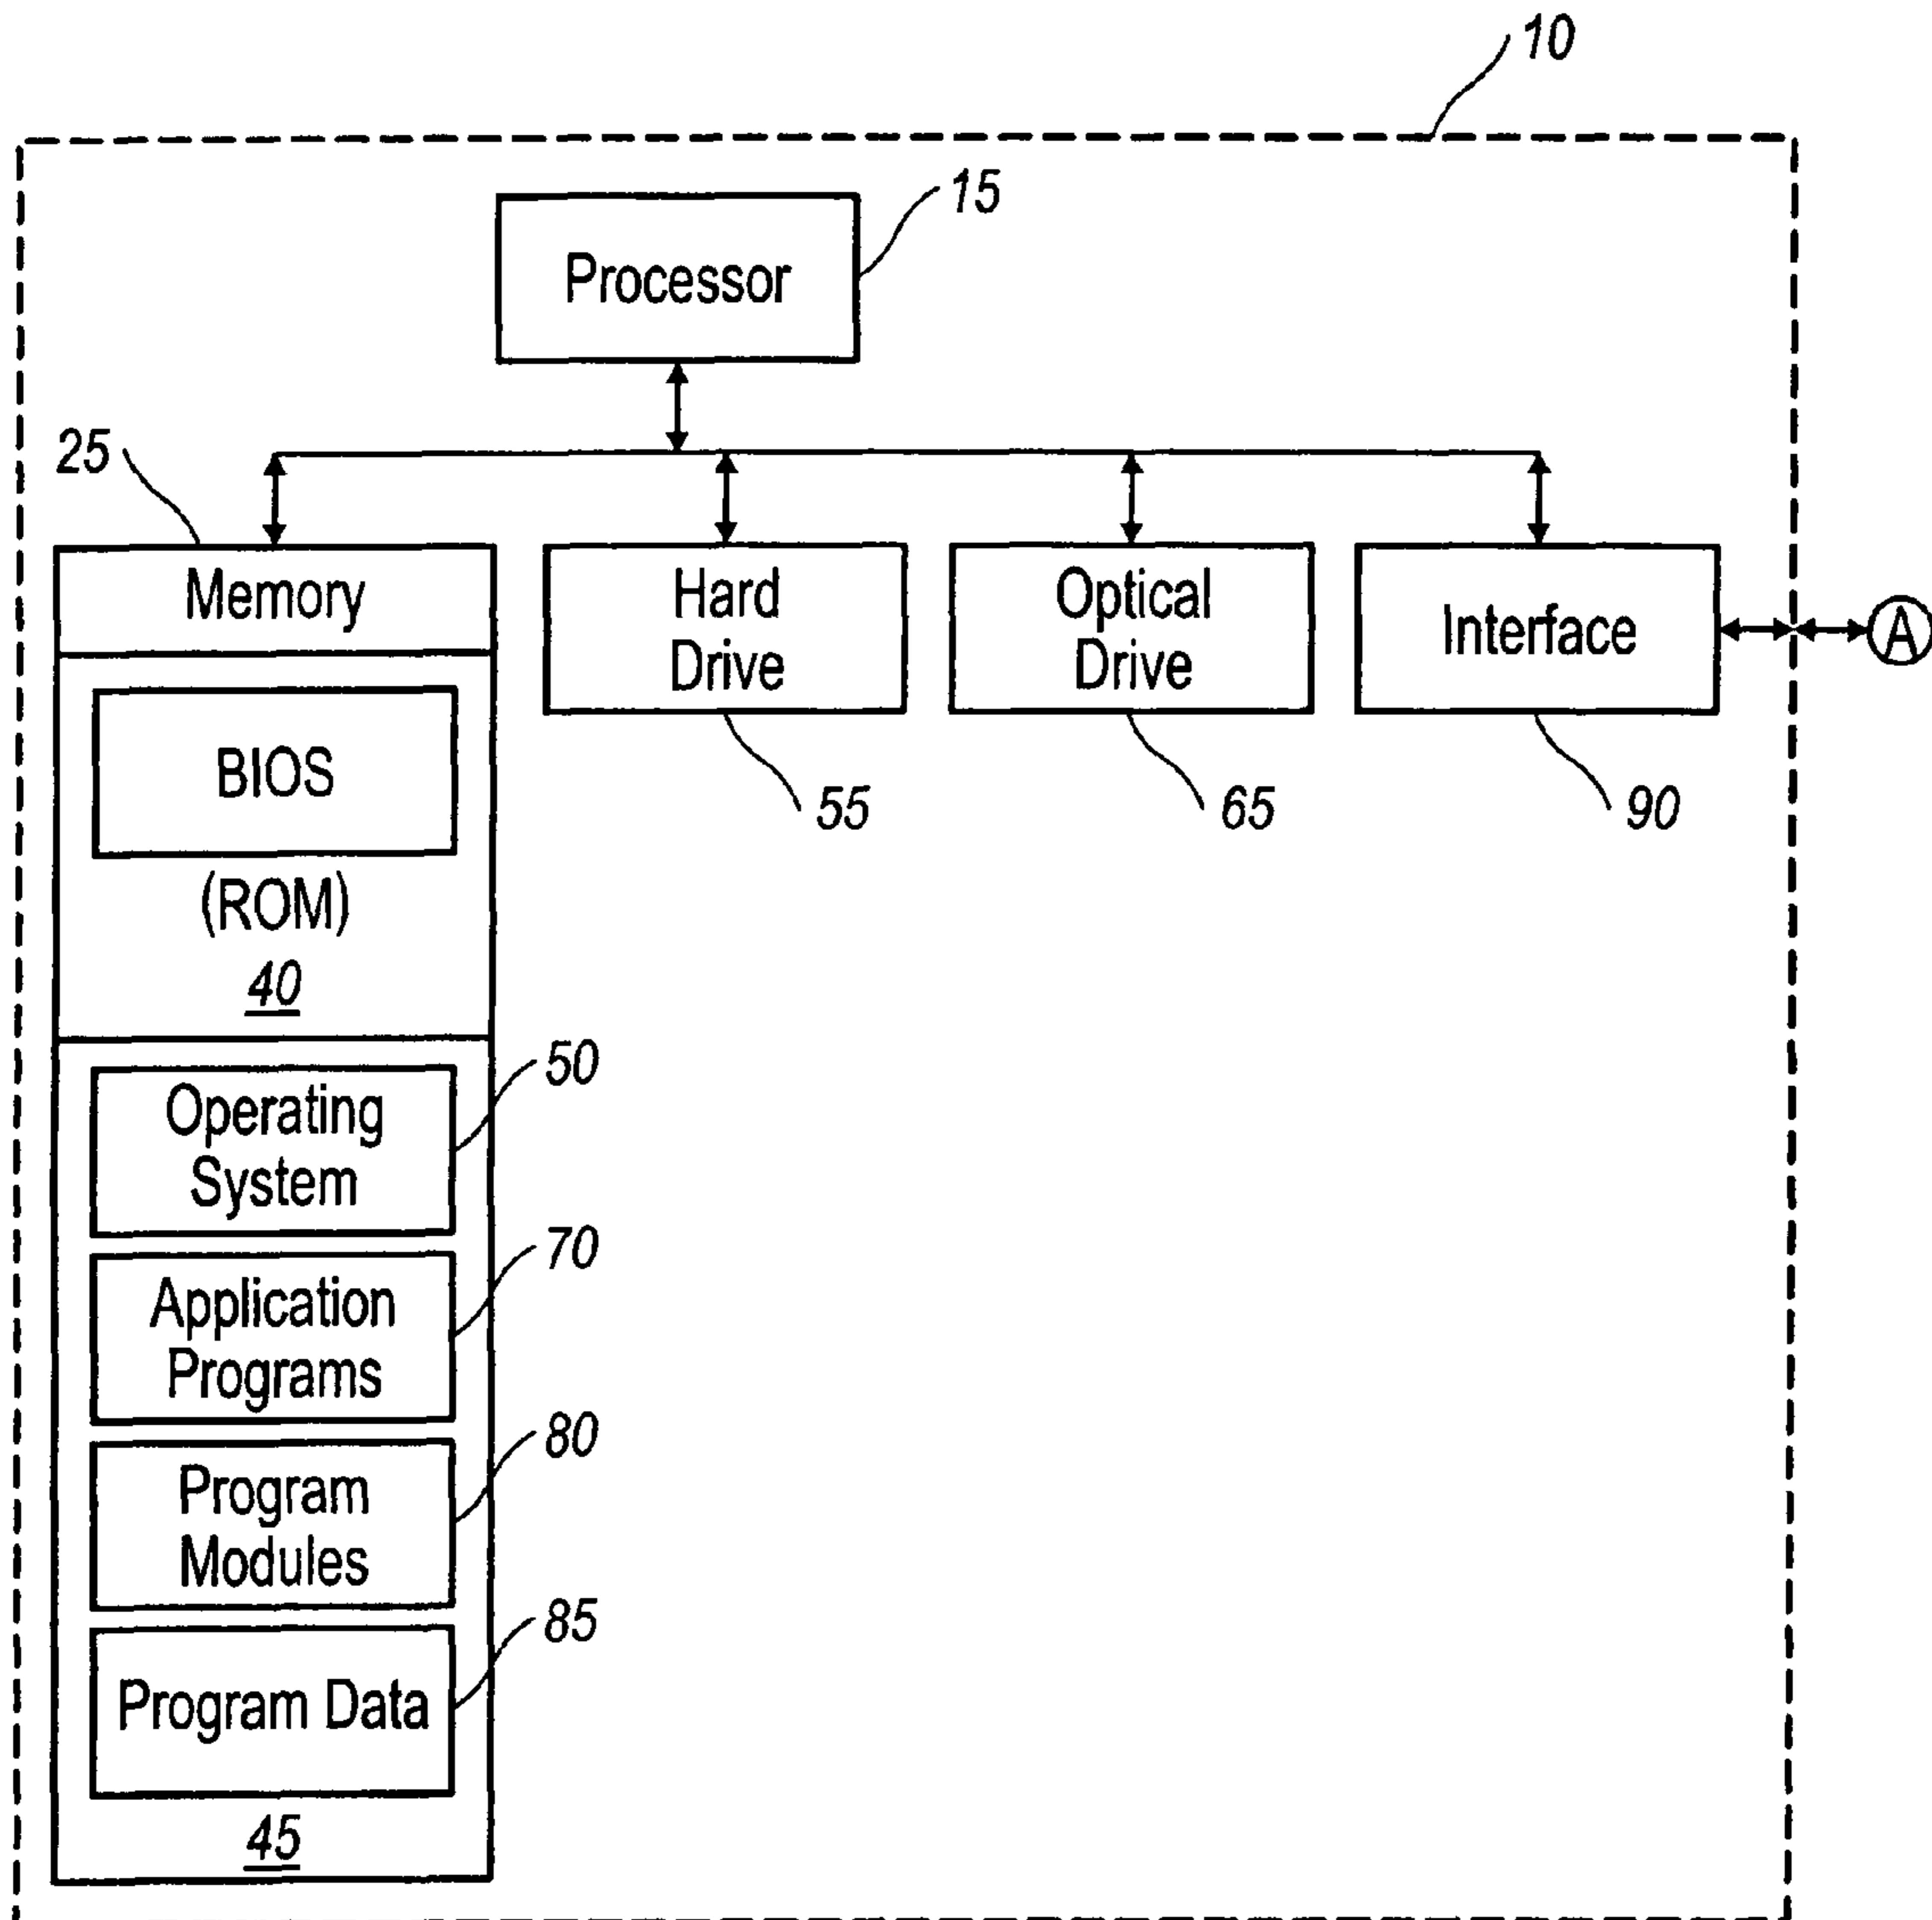 10
15
Processor
25
Memory
Hard
Drive
Optical
Drive
Interface
A
BIOS
55
65
90
(ROM)
40
50
Operating
System
70
Application
Programs
80
Program
Modules
85
Program Data
45